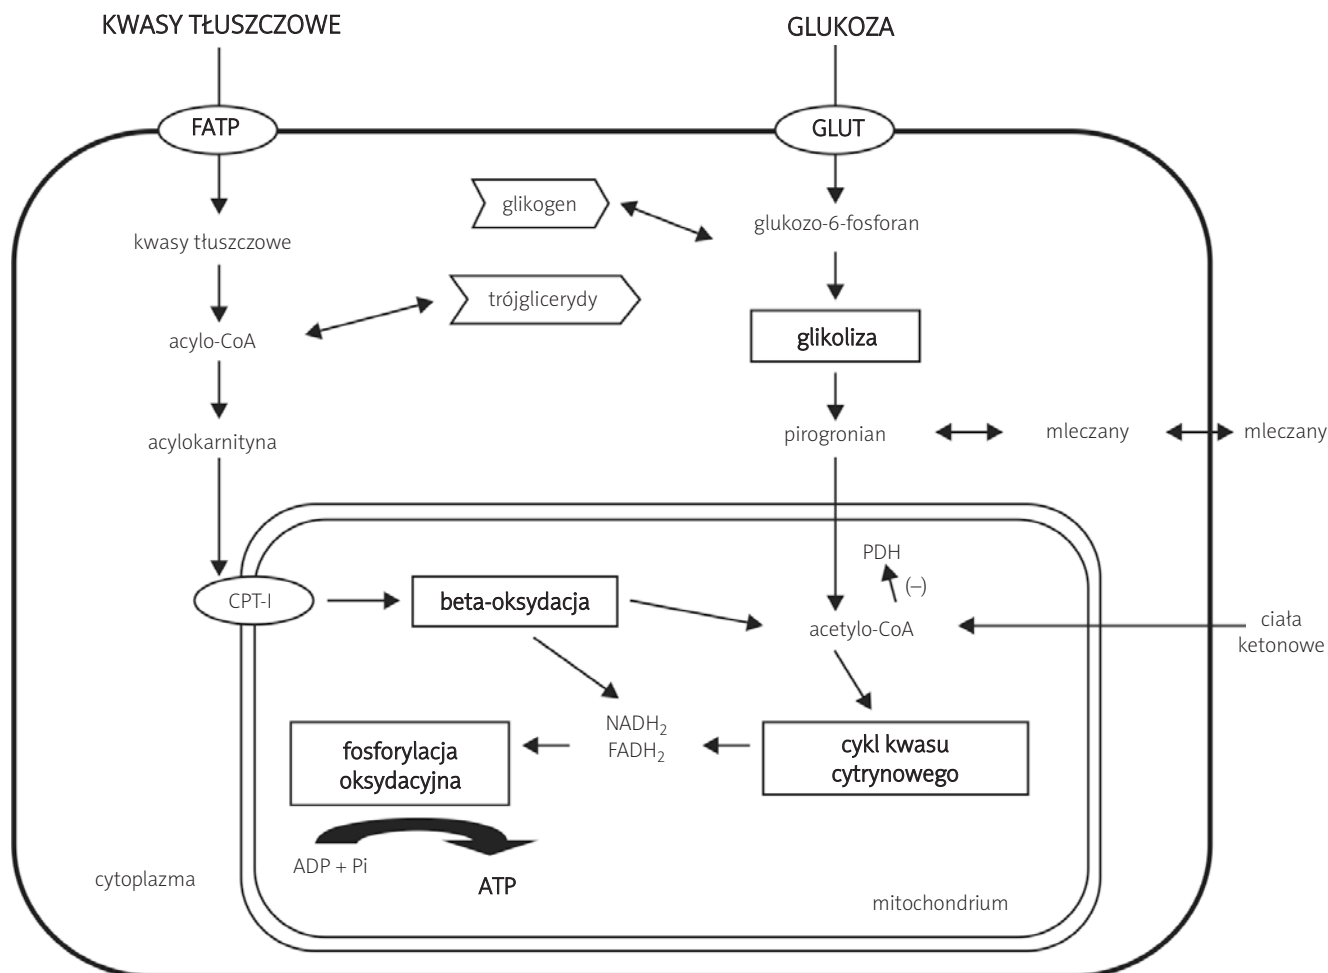 KWASY TŁUSZCZOWE
GLUKOZA
FATP
GLUT
glikogen
glukozo-6-fosforan
kwasy tłuszczowe
trójglicerydy
acylo-CoA
glikoliza
acylokarnityna
pirogronian
mleczany
mleczany
PDH
(–)
CPT-I
beta-oksydacja
acetylo-CoA
ciała
ketonowe
NADH₂
FADH₂
fosforylacja
oksydacyjna
cykl kwasu
cytrynowego
ADP + Pi
ATP
cytoplazma
mitochondrium